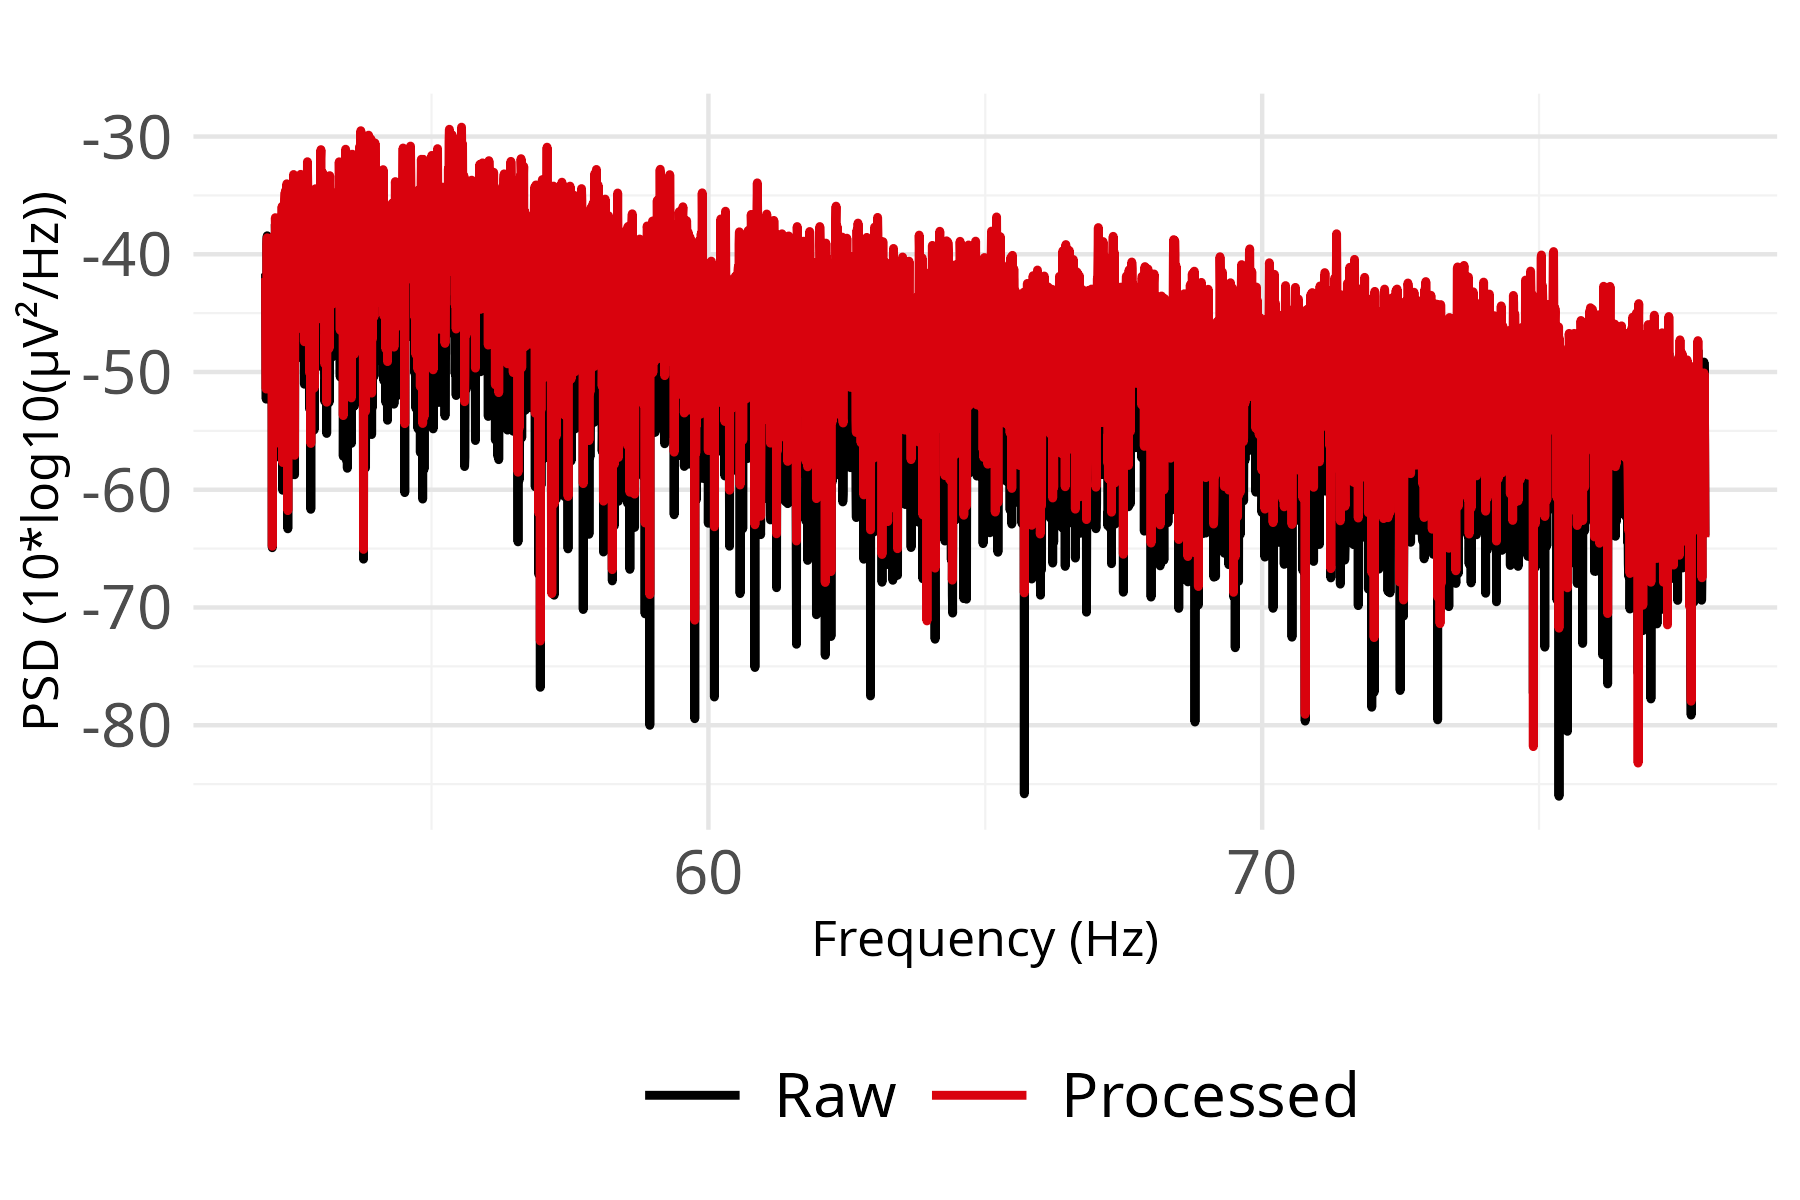 PSD (10*log10(µV²/Hz))
-30
-40
-50
-60
-70
-80
60 70
Frequency (Hz)
Raw Processed